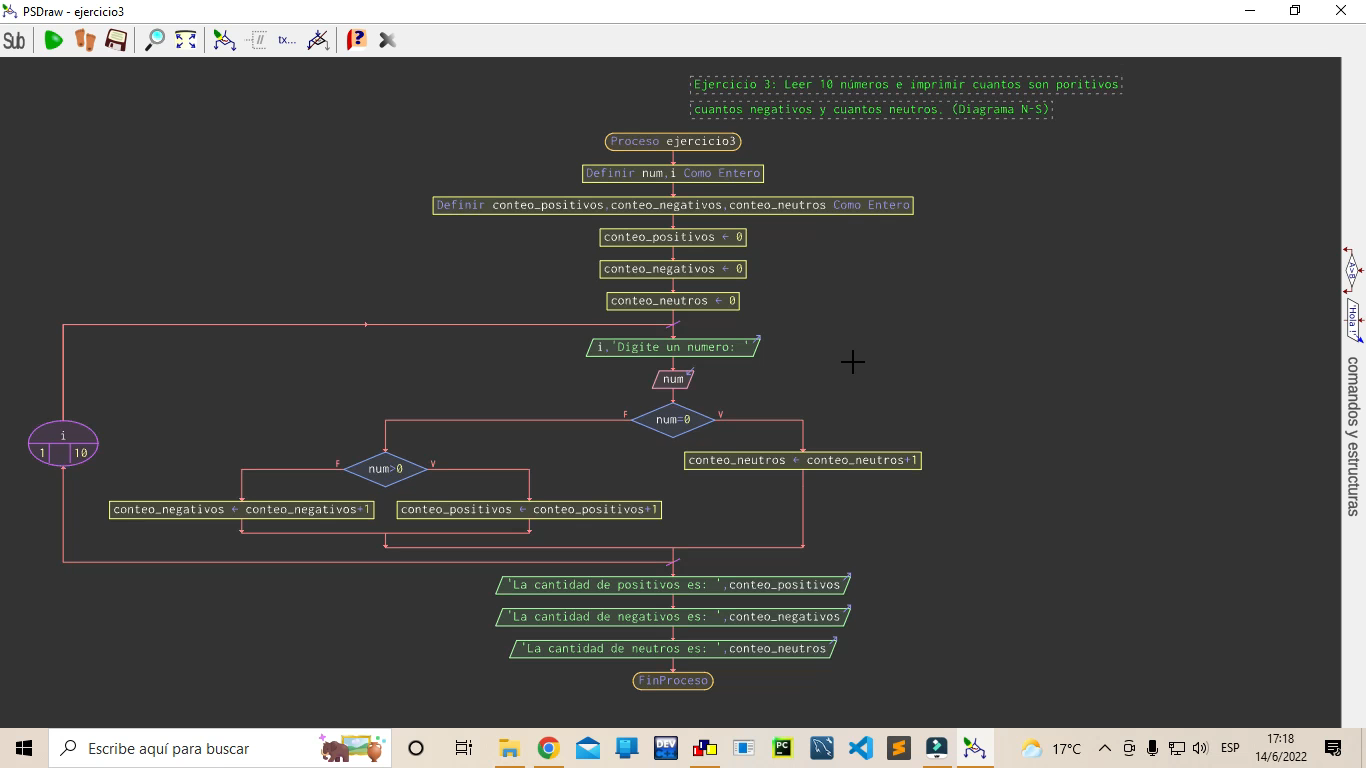 PSDraw - ejercicio3
Sub
tx...
Ejercicio 3: Leer 10 números e imprimir cuantos son poritivos
cuantos negativos y cuantos neutros. (Diagrama N-S)
Proceso ejercicio3
Definir num,i Como Entero
Definir conteo_positivos,conteo_negativos,conteo_neutros Como Entero
conteo_positivos ← 0
conteo_negativos ← 0
conteo_neutros ← 0
i,'Digite un numero: '
num
F num=0 V
i
1 10
F num>0 V
conteo_neutros ← conteo_neutros+1
conteo_negativos ← conteo_negativos+1
conteo_positivos ← conteo_positivos+1
'La cantidad de positivos es: ',conteo_positivos
'La cantidad de negativos es: ',conteo_negativos
'La cantidad de neutros es: ',conteo_neutros
FinProceso
A>B
'Hola !'
comandos y estructuras
Escribe aquí para buscar
DEV
PC
17°C
ESP
17:18
14/6/2022